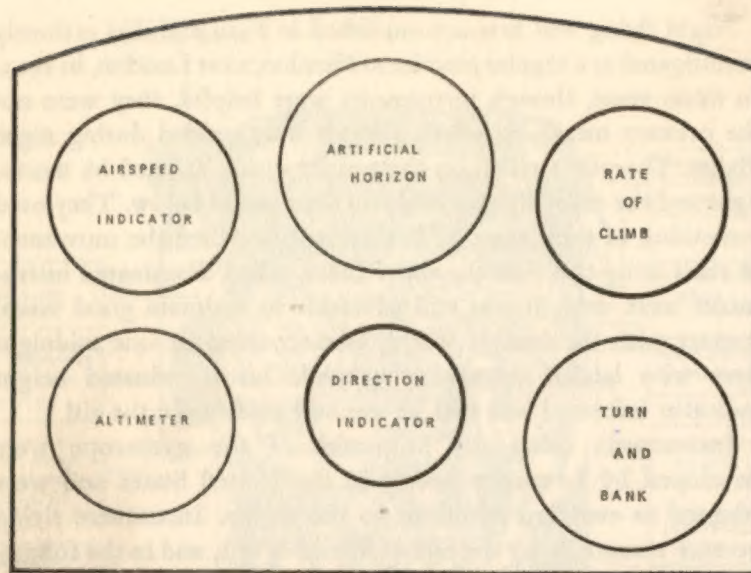 AIRSPEED
INDICATOR
ARTIFICIAL
HORIZON
RATE
OF
CLIMB
ALTIMETER
DIRECTION
INDICATOR
TURN
AND
BANK